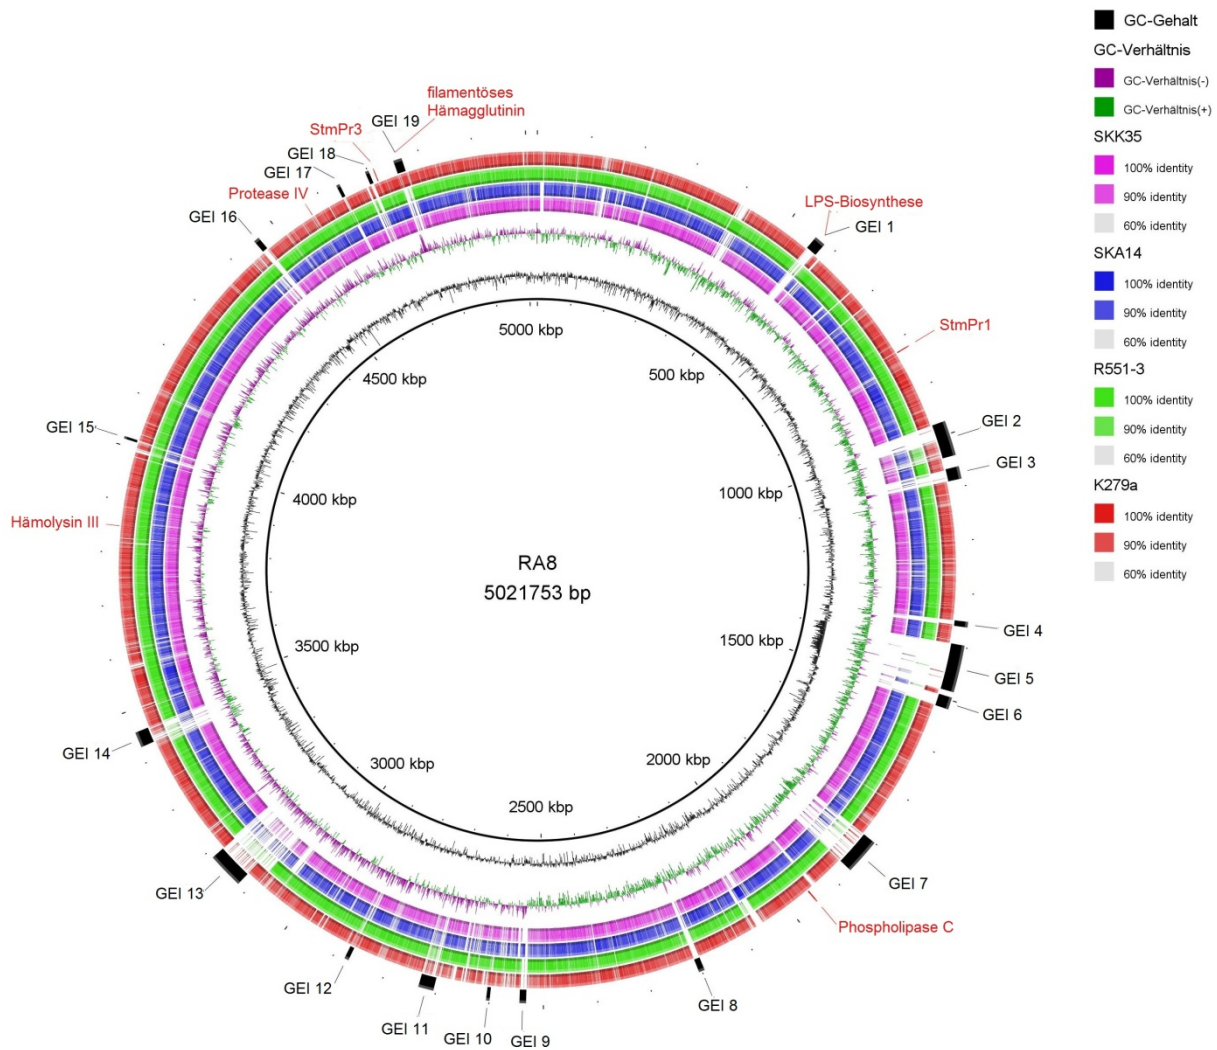 filamentöses
Hämagglutinin
GEI 19
StmPr3
GEI 18
GEI 17
Protease IV
GEI 16
LPS-Biosynthese
GEI 1
StmPr1
GEI 2
GEI 3
GEI 4
GEI 5
GEI 6
GEI 7
Phospholipase C
GEI 8
GEI 9
GEI 10
GEI 11
GEI 12
GEI 13
GEI 14
Hämolysin III
GEI 15
5000 kbp
500 kbp
1000 kbp
1500 kbp
2000 kbp
2500 kbp
3000 kbp
3500 kbp
4000 kbp
4500 kbp
RA8
5021753 bp
GC-Gehalt
GC-Verhältnis
GC-Verhältnis(-)
GC-Verhältnis(+)
SKK35
100% identity
90% identity
60% identity
SKA14
100% identity
90% identity
60% identity
R551-3
100% identity
90% identity
60% identity
K279a
100% identity
90% identity
60% identity